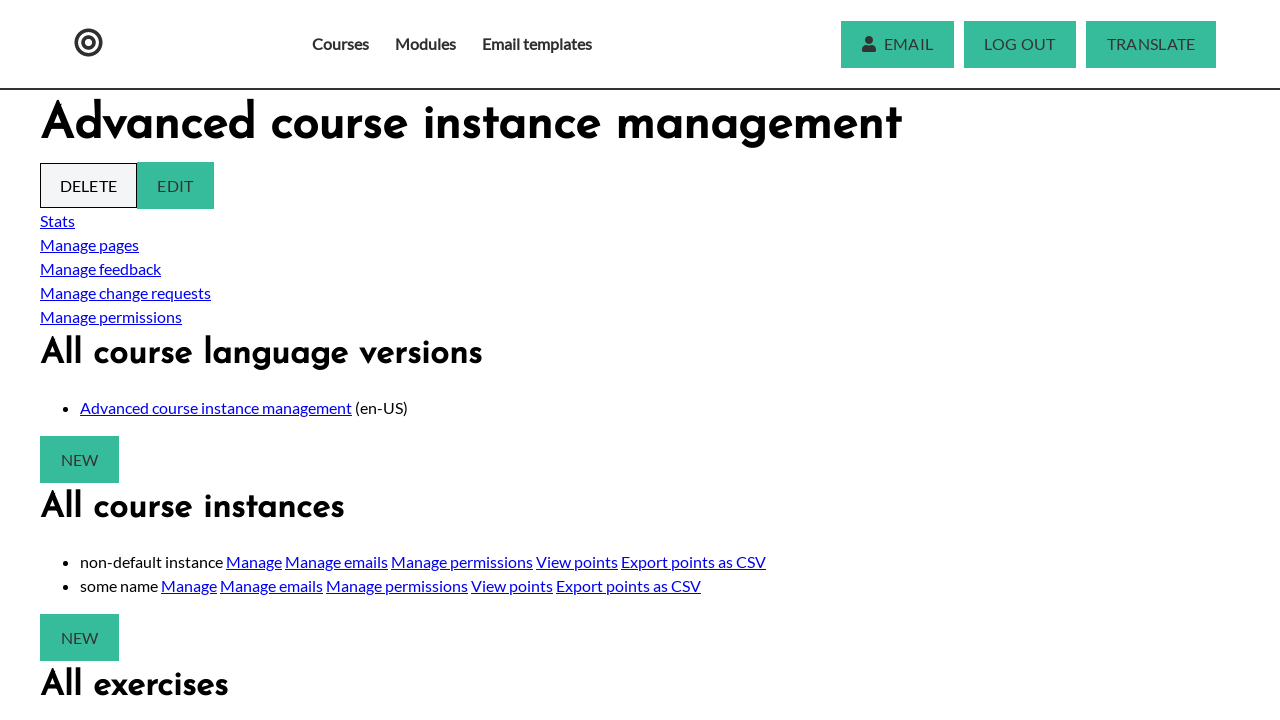 Courses Modules Email templates EMAIL LOG OUT TRANSLATE
Advanced course instance management
DELETE EDIT
Stats
Manage pages
Manage feedback
Manage change requests
Manage permissions
All course language versions
Advanced course instance management (en-US)
NEW
All course instances
non-default instance Manage Manage emails Manage permissions View points Export points as CSV
some name Manage Manage emails Manage permissions View points Export points as CSV
NEW
All exercises